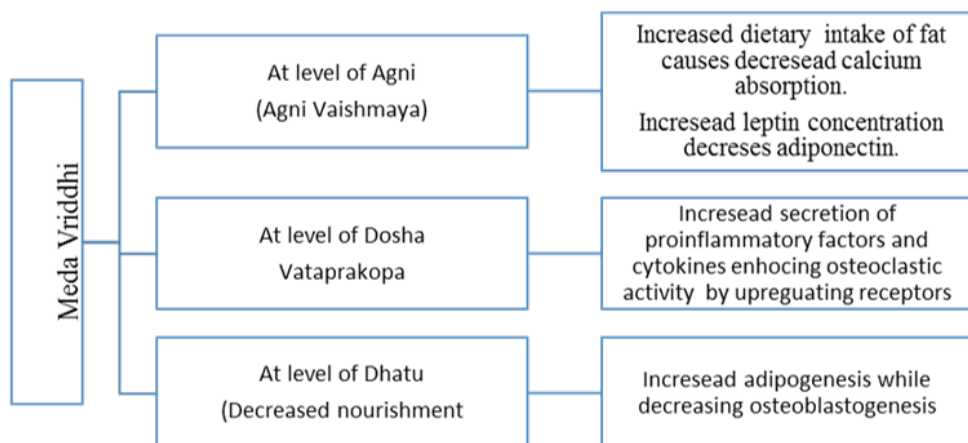 Meda Vriddhi
At level of Agni
(Agni Vaishmaya)
Increased dietary intake of fat
causes decresead calcium
absorption.
Incresead leptin concentration
decreses adiponectin.
At level of Dosha
Vataprakopa
Incresead secretion of
proinflammatory factors and
cytokines enhocing osteoclastic
activity by upreguating receptors
At level of Dhatu
(Decreased nourishment
Incresead adipogenesis while
decreasing osteoblastogenesis